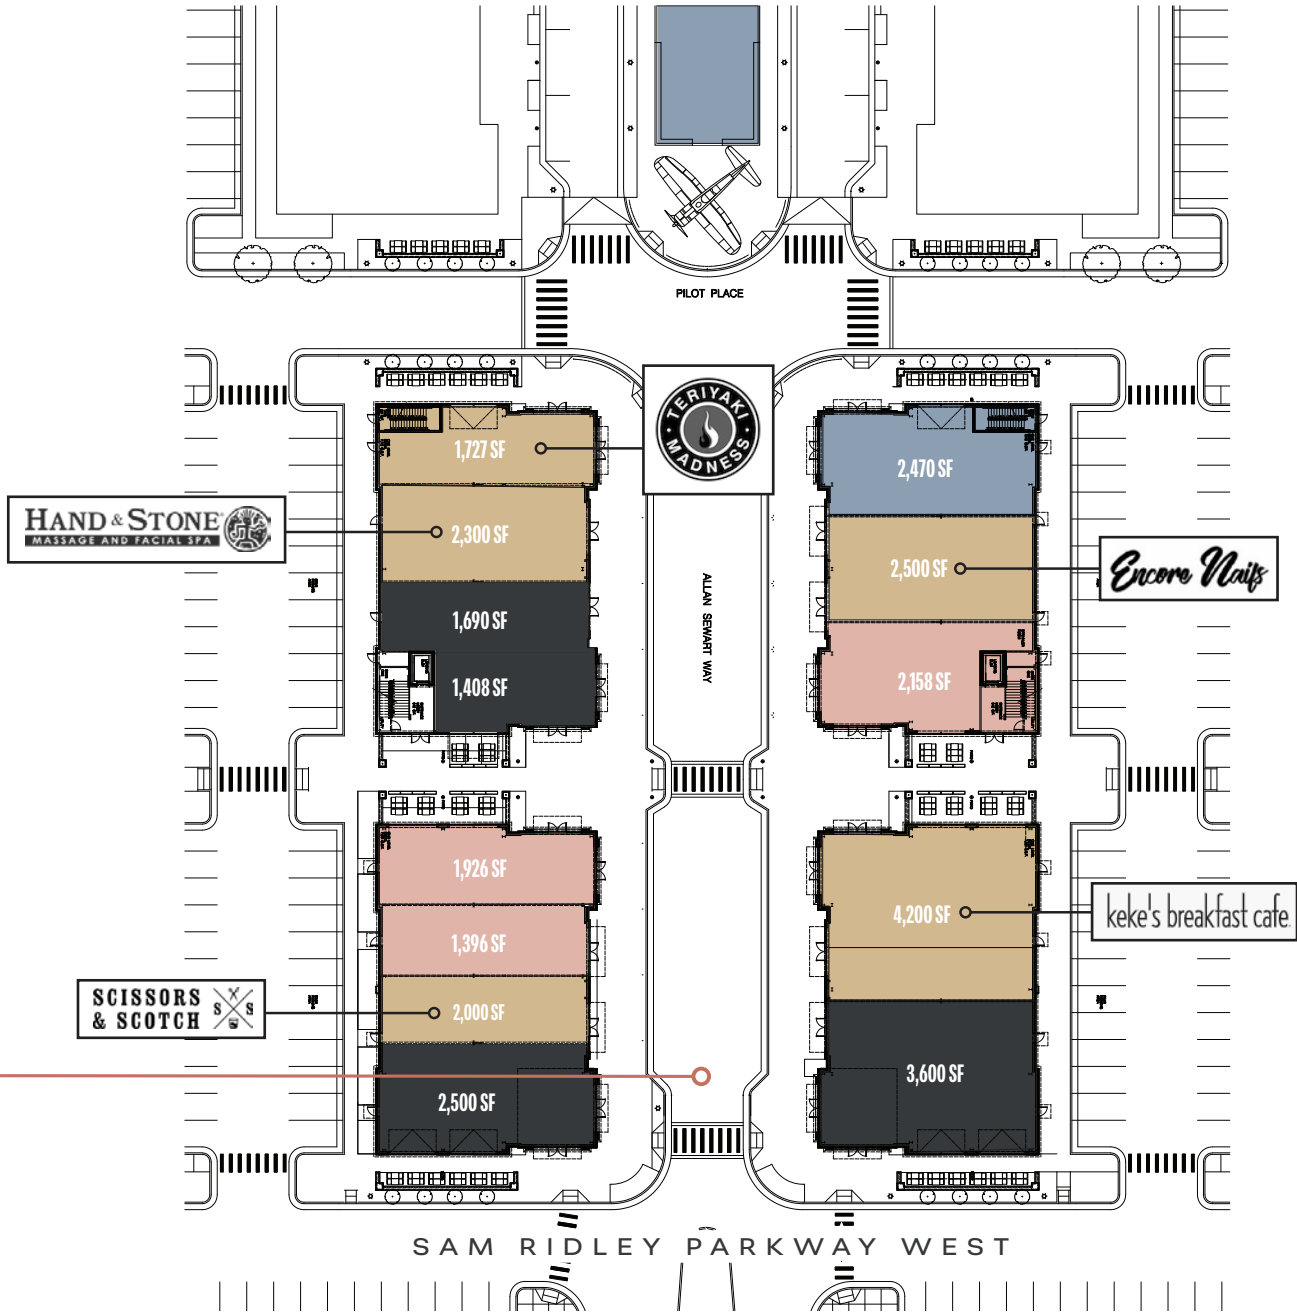 PILOT PLACE
TERIYAKI
MADNESS
1,727 SF
2,470 SF
HAND & STONE
MASSAGE AND FACIAL SPA
2,300 SF
2,500 SF
Encore Nails
ALLAN SEWART WAY
1,690 SF
1,408 SF
2,158 SF
1,926 SF
4,200 SF
keke's breakfast cafe
1,396 SF
SCISSORS
& SCOTCH
S S
2,000 SF
3,600 SF
2,500 SF
SAM RIDLEY PARKWAY WEST